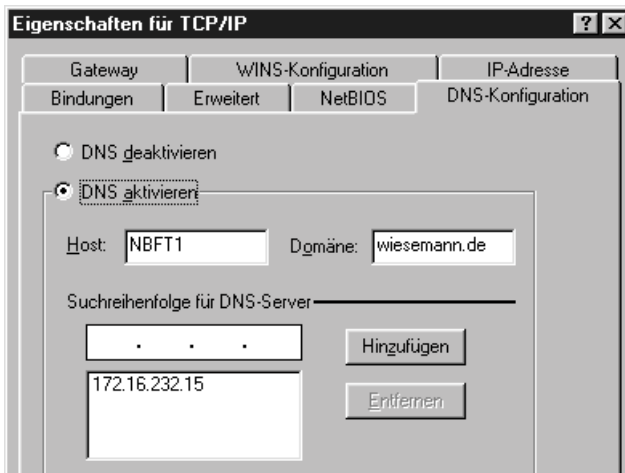 Eigenschaften für TCP/IP
Gateway WINS-Konfiguration IP-Adresse
Bindungen Erweitert NetBIOS DNS-Konfiguration
DNS deaktivieren
DNS aktivieren
Host: NBFT1 Domäne: wiesemann.de
Suchreihenfolge für DNS-Server
. . .
Hinzufügen
172.16.232.15
Entfernen